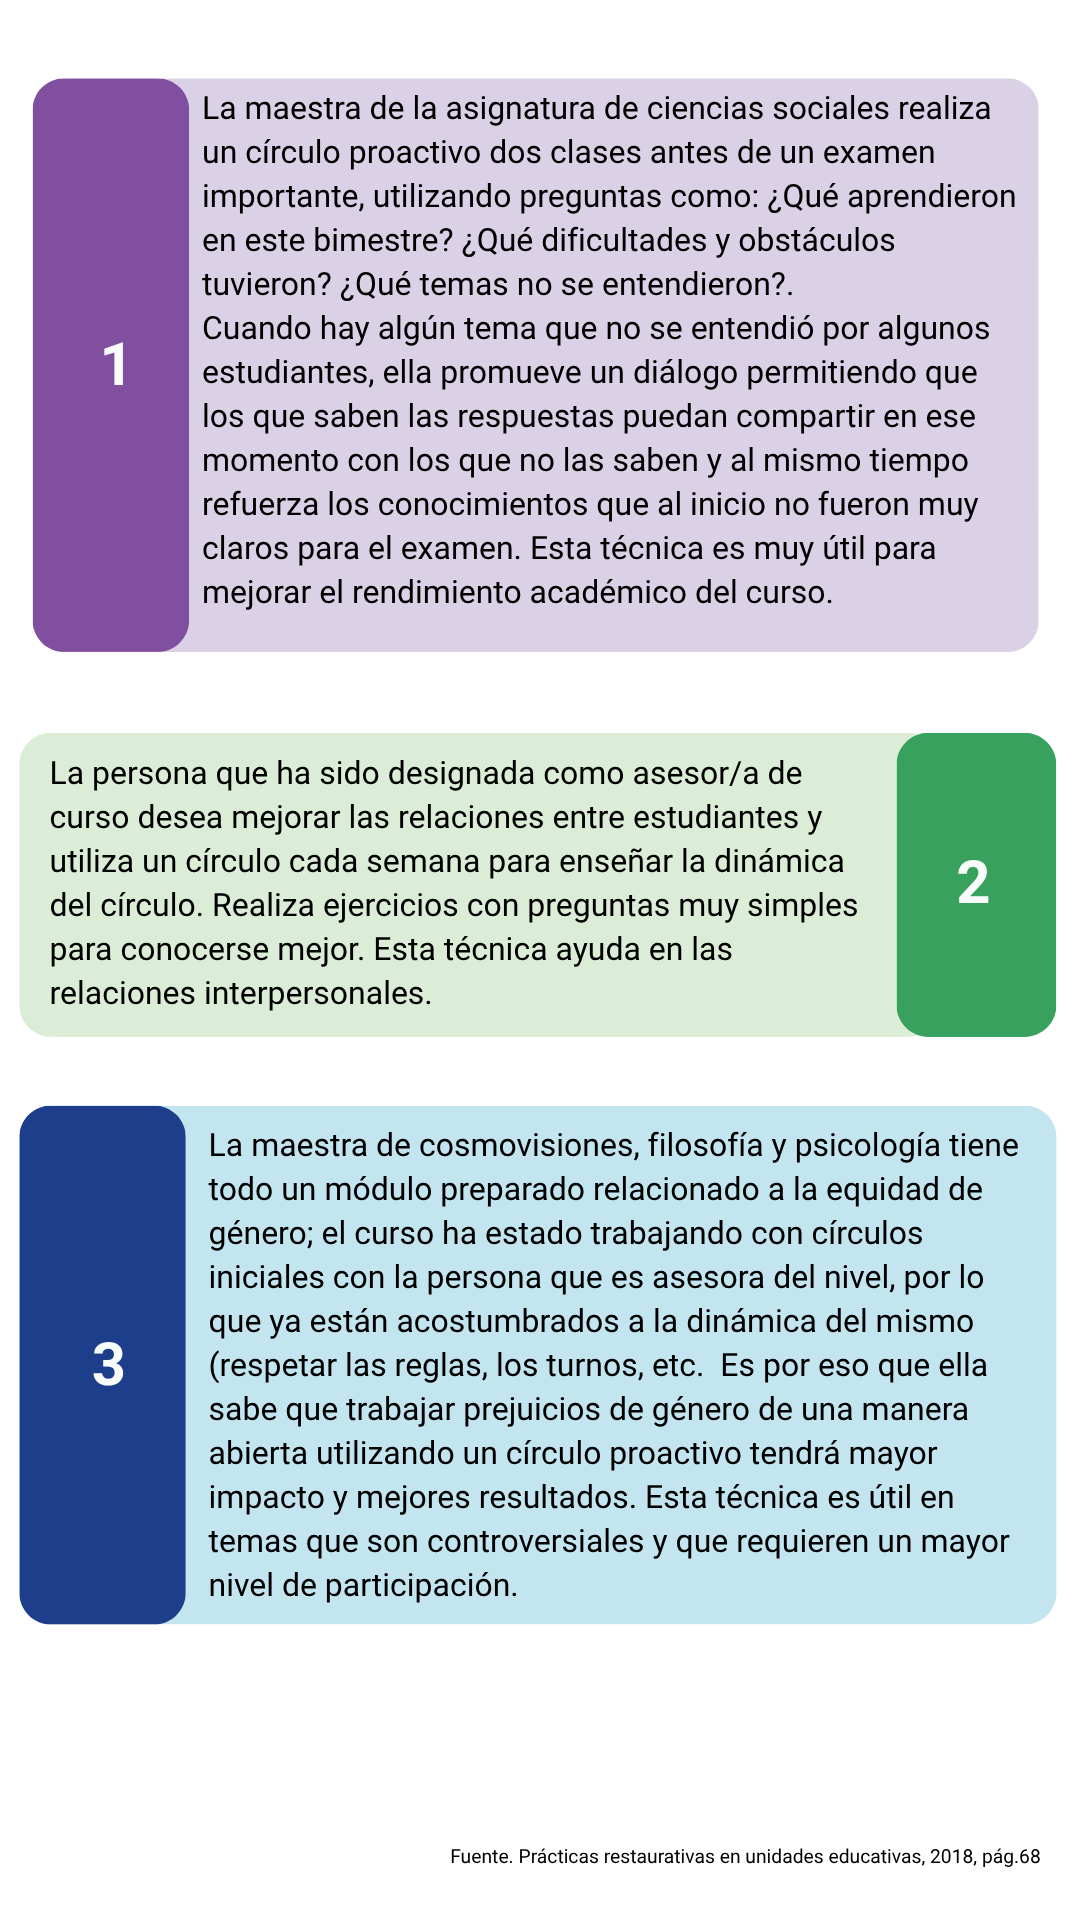 1
La maestra de la asignatura de ciencias sociales realiza
un círculo proactivo dos clases antes de un examen
importante, utilizando preguntas como: ¿Qué aprendieron
en este bimestre? ¿Qué dificultades y obstáculos
tuvieron? ¿Qué temas no se entendieron?.
Cuando hay algún tema que no se entendió por algunos
estudiantes, ella promueve un diálogo permitiendo que
los que saben las respuestas puedan compartir en ese
momento con los que no las saben y al mismo tiempo
refuerza los conocimientos que al inicio no fueron muy
claros para el examen. Esta técnica es muy útil para
mejorar el rendimiento académico del curso.
La persona que ha sido designada como asesor/a de
curso desea mejorar las relaciones entre estudiantes y
utiliza un círculo cada semana para enseñar la dinámica
del círculo. Realiza ejercicios con preguntas muy simples
para conocerse mejor. Esta técnica ayuda en las
relaciones interpersonales.
2
3
La maestra de cosmovisiones, filosofía y psicología tiene
todo un módulo preparado relacionado a la equidad de
género; el curso ha estado trabajando con círculos
iniciales con la persona que es asesora del nivel, por lo
que ya están acostumbrados a la dinámica del mismo
(respetar las reglas, los turnos, etc.  Es por eso que ella
sabe que trabajar prejuicios de género de una manera
abierta utilizando un círculo proactivo tendrá mayor
impacto y mejores resultados. Esta técnica es útil en
temas que son controversiales y que requieren un mayor
nivel de participación.
Fuente. Prácticas restaurativas en unidades educativas, 2018, pág.68